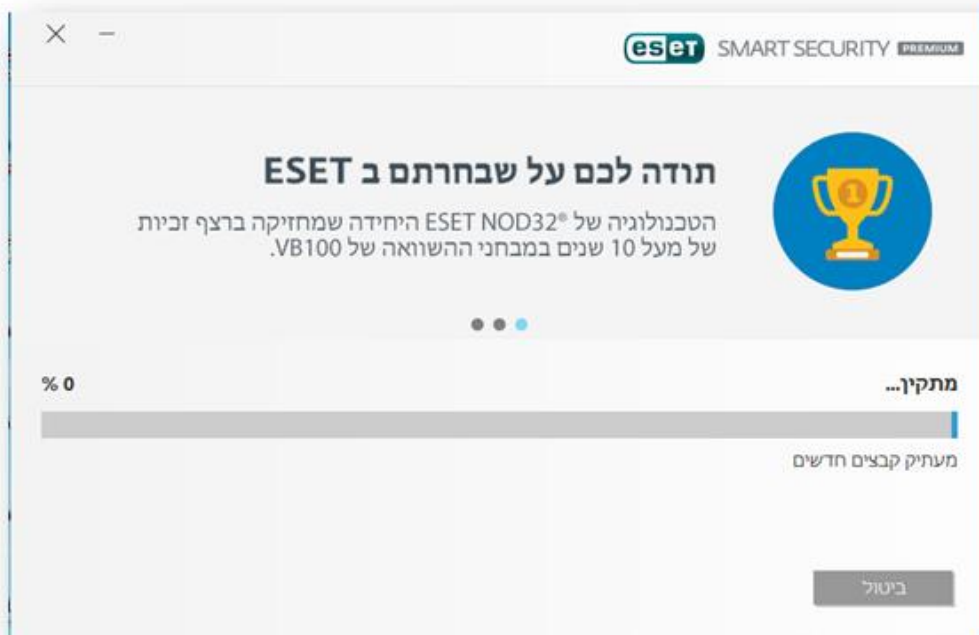 eset SMART SECURITY PREMIUM
תודה לכם על שבחרתם ב ESET
הטכנולוגיה של ESET NOD32® היחידה שמחזיקה ברצף זכיות
של מעל 10 שנים במבחני ההשוואה של VB100.
מתקין...
% 0
מעתיק קבצים חדשים
ביטול